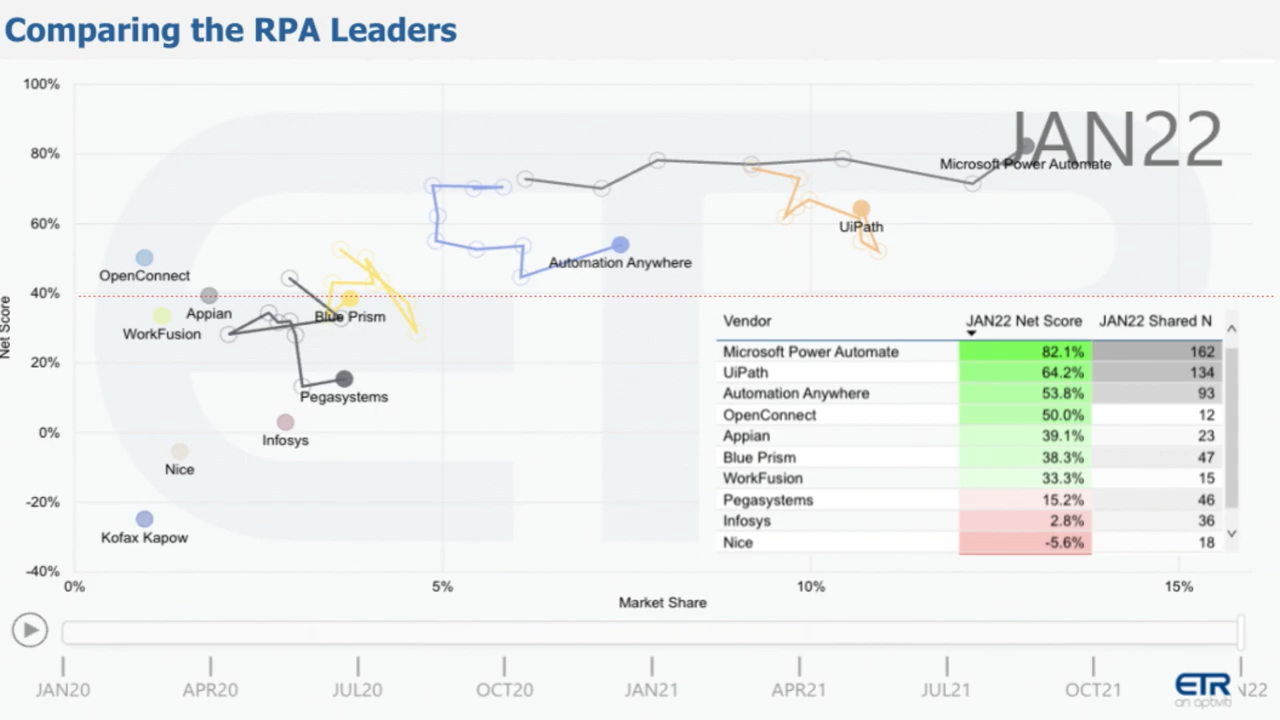 Comparing the RPA Leaders
100%
JAN22
80%
Microsoft Power Automate
60%
UiPath
OpenConnect
Automation Anywhere
40%
Appian
Blue Prism
WorkFusion
Net Score
20%
Pegasystems
0%
Infosys
Nice
-20%
Kofax Kapow
-40%
Vendor JAN22 Net Score JAN22 Shared N
Microsoft Power Automate 82.1% 162
UiPath 64.2% 134
Automation Anywhere 53.8% 93
OpenConnect 50.0% 12
Appian 39.1% 23
Blue Prism 38.3% 47
WorkFusion 33.3% 15
Pegasystems 15.2% 46
Infosys 2.8% 36
Nice -5.6% 18
0% 5% 10% 15%
Market Share
JAN20 APR20 JUL20 OCT20 JAN21 APR21 JUL21 OCT21 N22
ETR
an aptiviti